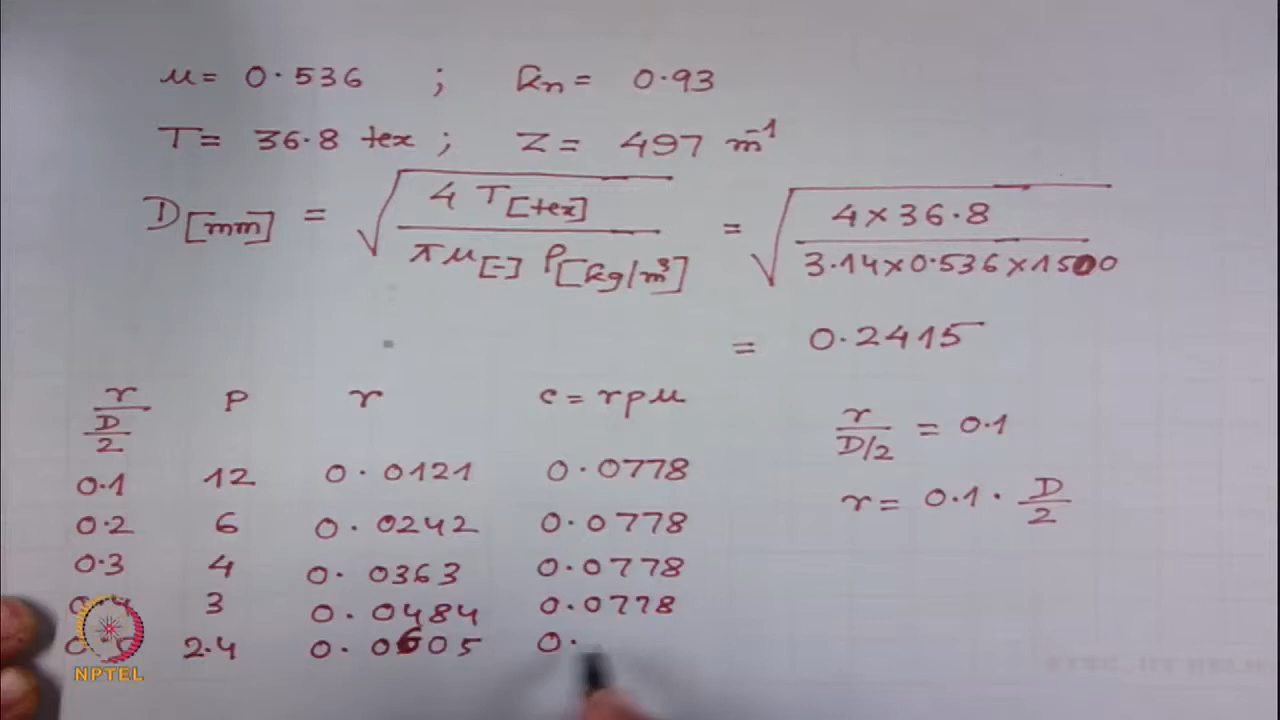 μ = 0.536 ; kn = 0.93
T = 36.8 tex ; Z = 497 m⁻¹
D[mm] = √(4 T[tex] / π μ[-] ρ[kg/m³]) = √(4×36.8 / 3.14×0.536×1500)
= 0.2415
r/(D/2) p r c = rpμ
r/(D/2) = 0.1
0.1 12 0.0121 0.0778
r = 0.1 · D/2
0.2 6 0.0242 0.0778
0.3 4 0.0363 0.0778
3 0.0484 0.0778
2.4 0.0605 0.
NPTEL